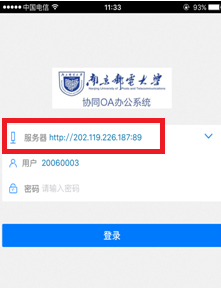 中国电信 11:33 93%
南京邮电大学
Nanjing University of Posts and Telecommunications
协同OA办公系统
服务器 http://202.119.226.187:89
用户 20060003
密码 请输入密码
登录